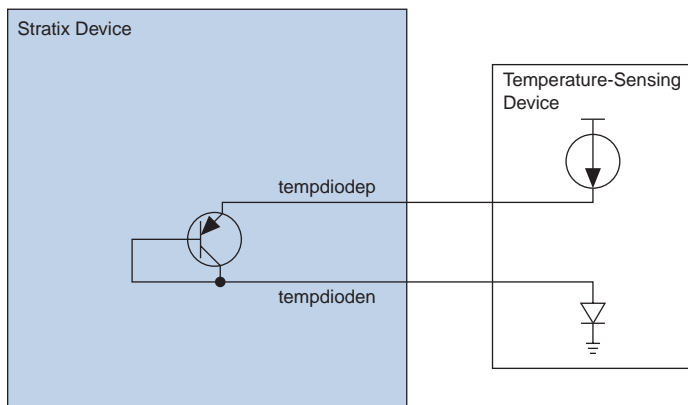 Stratix Device
Temperature-Sensing
Device
tempdiodep
tempdioden